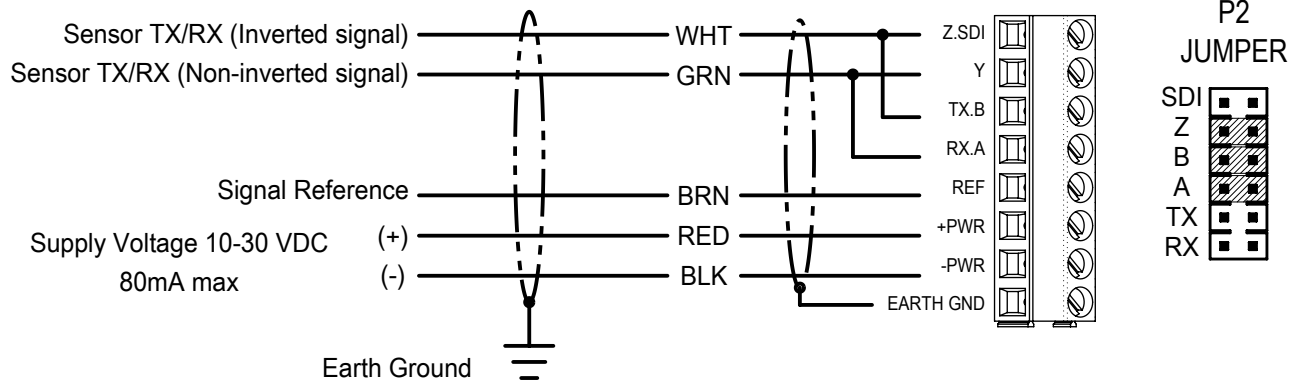 Sensor TX/RX (Inverted signal)
WHT
Z.SDI
Sensor TX/RX (Non-inverted signal)
GRN
Y
TX.B
RX.A
Signal Reference
BRN
REF
Supply Voltage 10-30 VDC
80mA max
(+)
RED
+PWR
(-)
BLK
-PWR
EARTH GND
Earth Ground
P2
JUMPER
SDI
Z
B
A
TX
RX